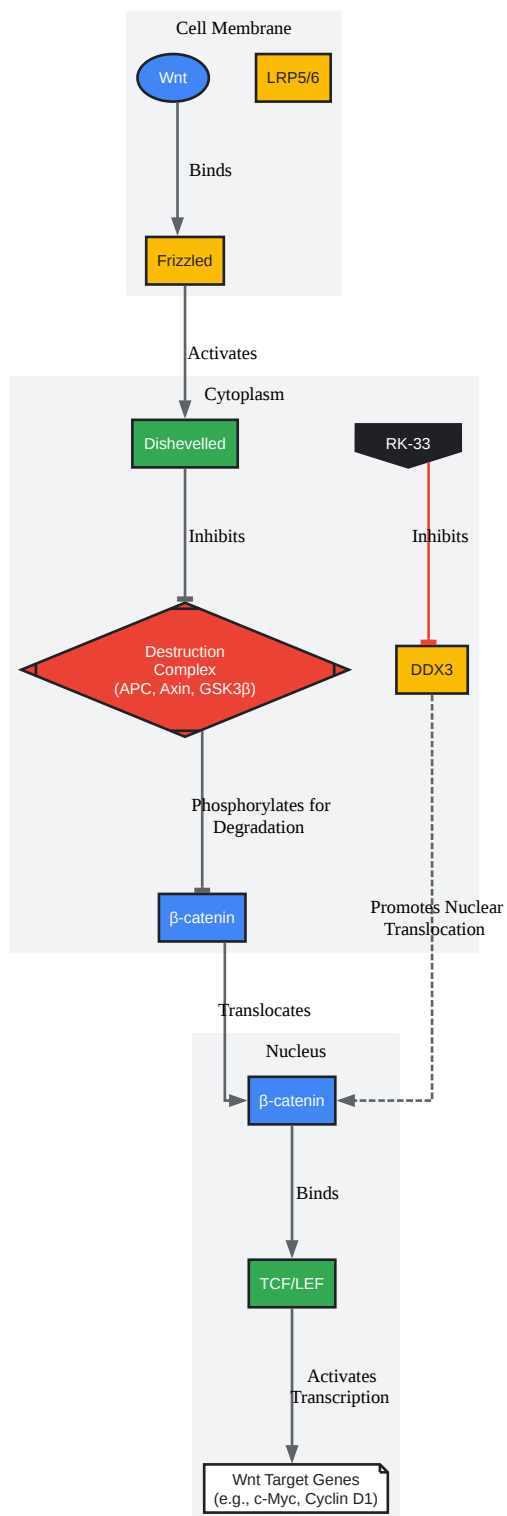 Cell Membrane
Wnt
LRP5/6
Binds
Frizzled
Activates
Cytoplasm
Dishevelled
RK-33
Inhibits
Inhibits
Destruction
Complex
(APC, Axin, GSK3β)
DDX3
Phosphorylates for
Degradation
β-catenin
Promotes Nuclear
Translocation
Translocates
Nucleus
β-catenin
Binds
TCF/LEF
Activates
Transcription
Wnt Target Genes
(e.g., c-Myc, Cyclin D1)